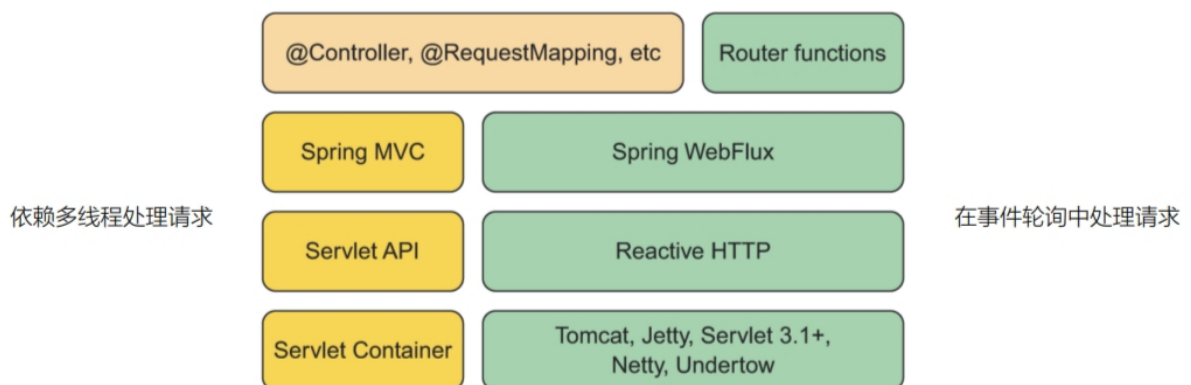 @Controller, @RequestMapping, etc
Router functions
Spring MVC
Spring WebFlux
依赖多线程处理请求
在事件轮询中处理请求
Servlet API
Reactive HTTP
Servlet Container
Tomcat, Jetty, Servlet 3.1+,
Netty, Undertow